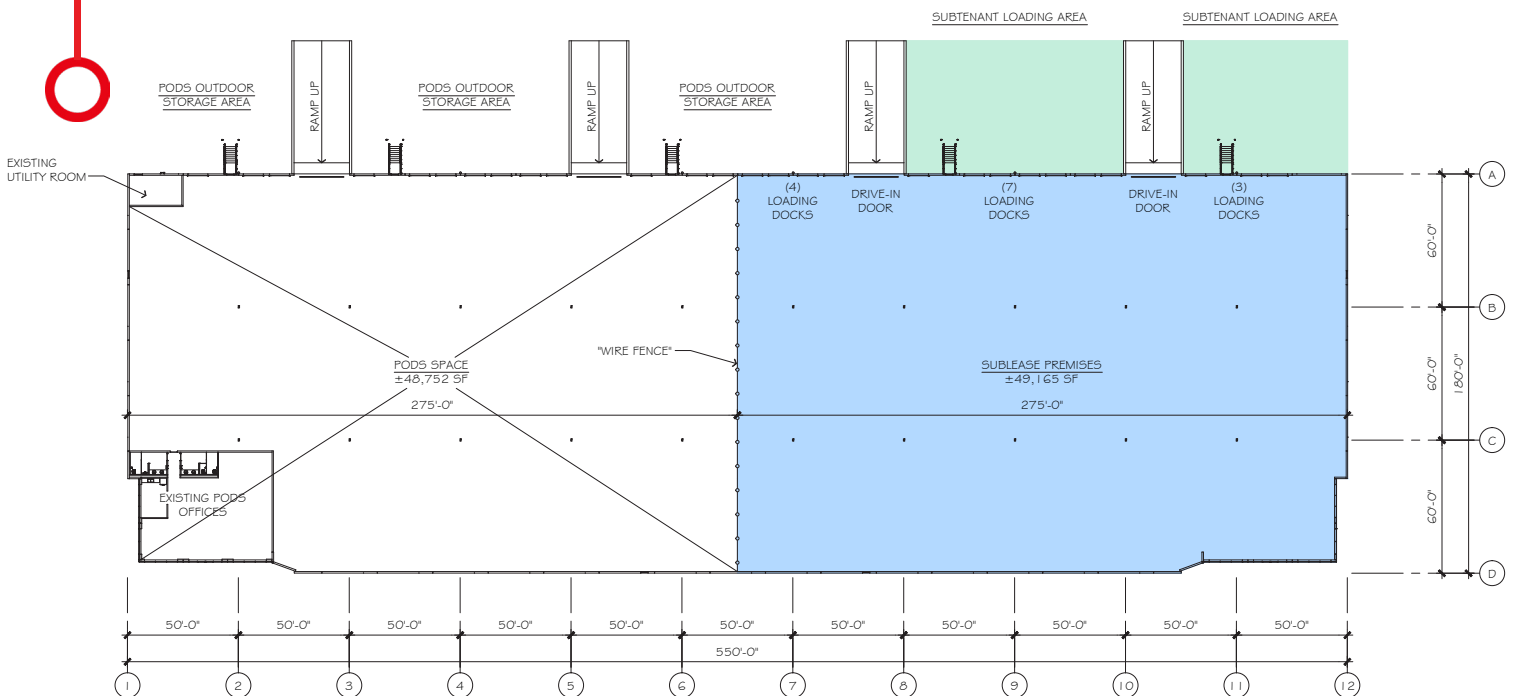 SUBTENANT LOADING AREA
SUBTENANT LOADING AREA
PODS OUTDOOR
STORAGE AREA
RAMP UP
PODS OUTDOOR
STORAGE AREA
RAMP UP
PODS OUTDOOR
STORAGE AREA
RAMP UP
RAMP UP
EXISTING
UTILITY ROOM
(4)
LOADING
DOCKS
DRIVE-IN
DOOR
(7)
LOADING
DOCKS
DRIVE-IN
DOOR
(3)
LOADING
DOCKS
A
60'-0"
B
"WIRE FENCE"
PODS SPACE
±48,752 SF
SUBLEASE PREMISES
±49,165 SF
60'-0"
180'-0"
275'-0"
275'-0"
C
EXISTING PODS
OFFICES
60'-0"
D
50'-0"
50'-0"
50'-0"
50'-0"
50'-0"
50'-0"
50'-0"
50'-0"
50'-0"
50'-0"
50'-0"
550'-0"
1
2
3
4
5
6
7
8
9
10
11
12